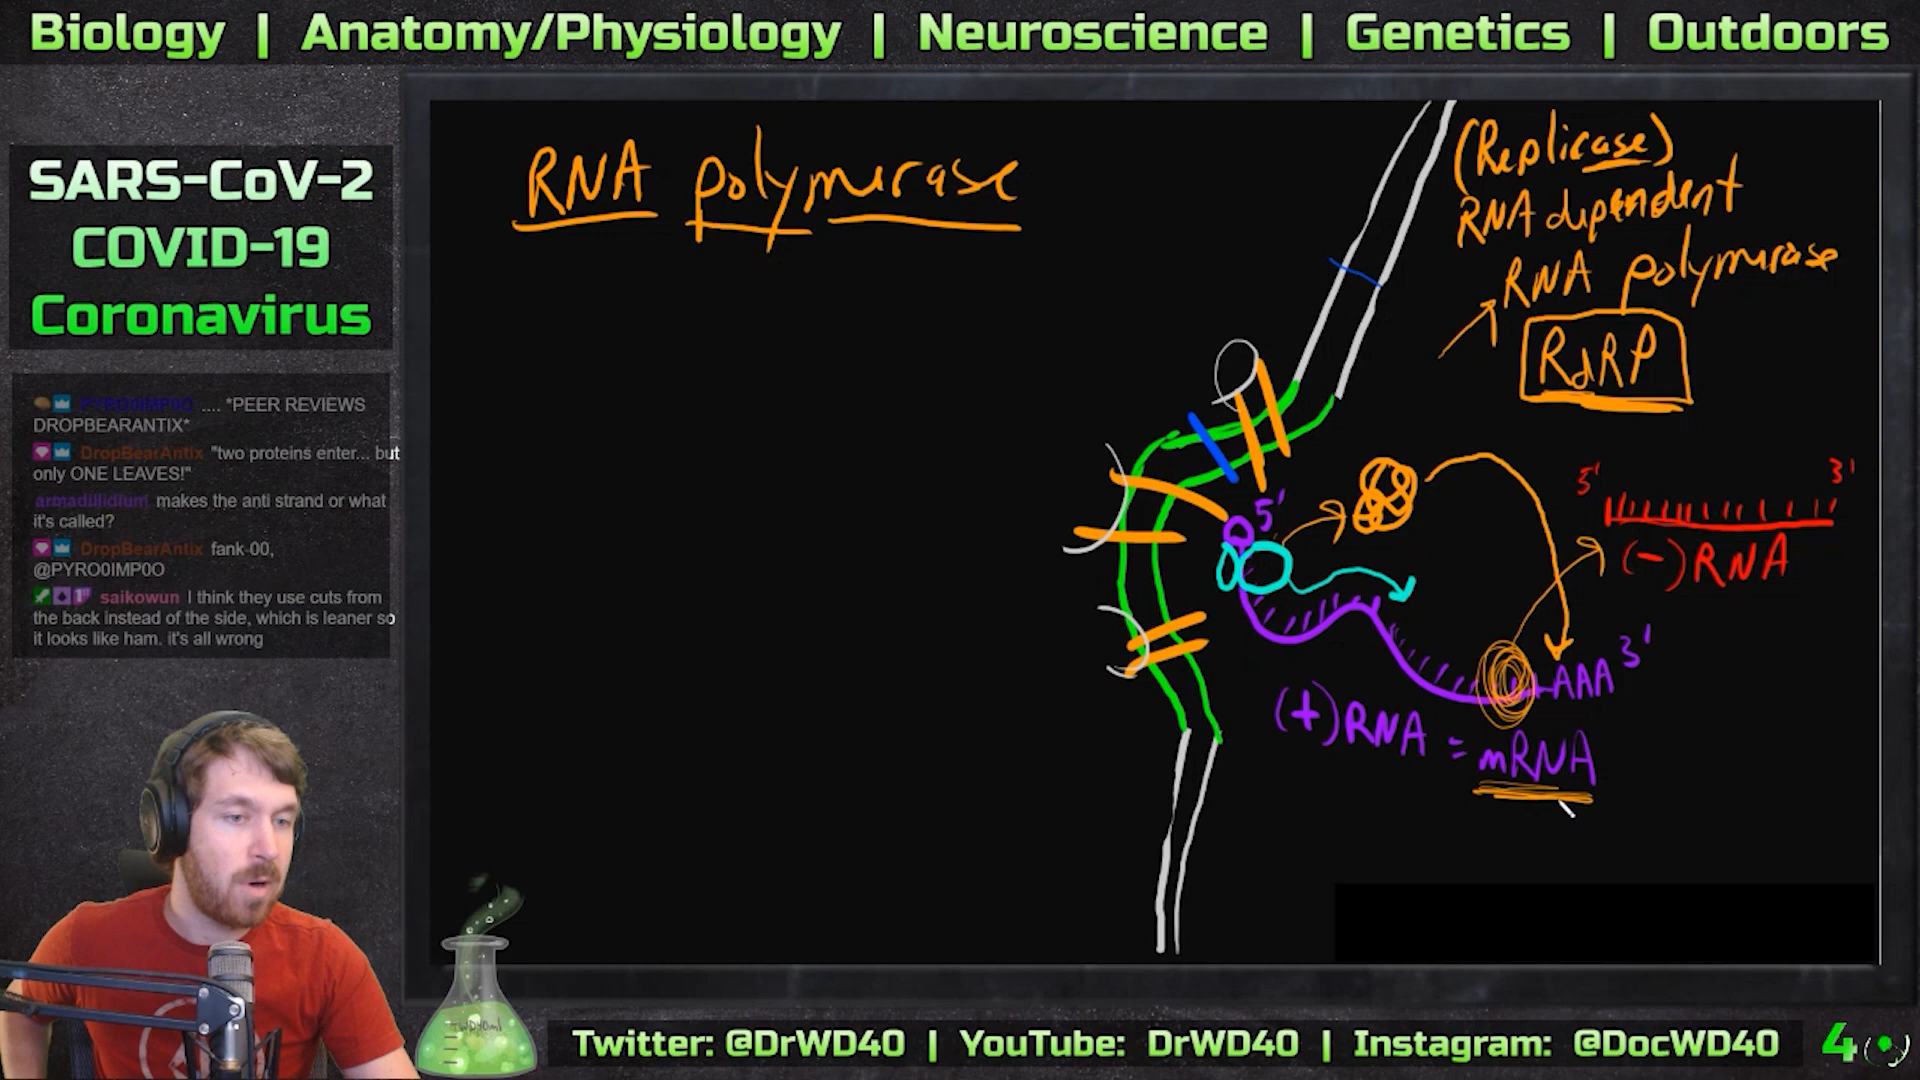 Biology | Anatomy/Physiology | Neuroscience | Genetics | Outdoors
SARS-CoV-2
COVID-19
Coronavirus
PYRO0IMP0O .... *PEER REVIEWS
DROPBEARANTIX*
DropBearAntix "two proteins enter... but
only ONE LEAVES!"
armadillidium makes the anti strand or what
it's called?
DropBearAntix fank-00,
@PYRO0IMP0O
saikowun I think they use cuts from
the back instead of the side, which is leaner so
it looks like ham. it's all wrong
RNA polymerase
(Replicase)
RNA dependent
RNA polymerase
RdRP
5' 3'
(-)RNA
5'
AAA 3'
(+)RNA = mRNA
Twitter: @DrWD40 | YouTube: DrWD40 | Instagram: @DocWD40
4